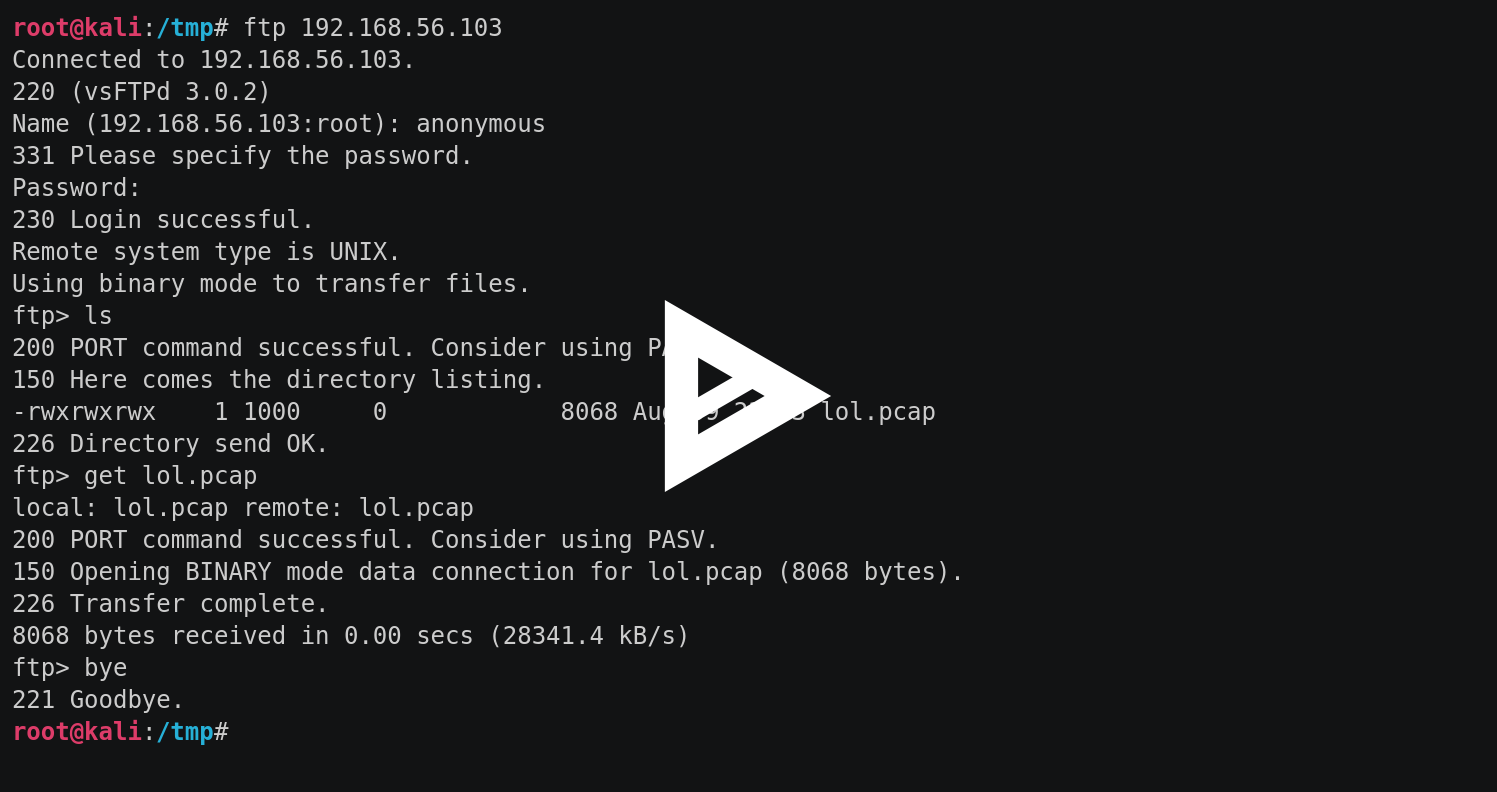 root@kali:/tmp# ftp 192.168.56.103
Connected to 192.168.56.103.
220 (vsFTPd 3.0.2)
Name (192.168.56.103:root): anonymous
331 Please specify the password.
Password:
230 Login successful.
Remote system type is UNIX.
Using binary mode to transfer files.
ftp> ls
200 PORT command successful. Consider using
150 Here comes the directory listing.
-rwxrwxrwx    1 1000     0            8068 Aug lol.pcap
226 Directory send OK.
ftp> get lol.pcap
local: lol.pcap remote: lol.pcap
200 PORT command successful. Consider using PASV.
150 Opening BINARY mode data connection for lol.pcap (8068 bytes).
226 Transfer complete.
8068 bytes received in 0.00 secs (28341.4 kB/s)
ftp> bye
221 Goodbye.
root@kali:/tmp#